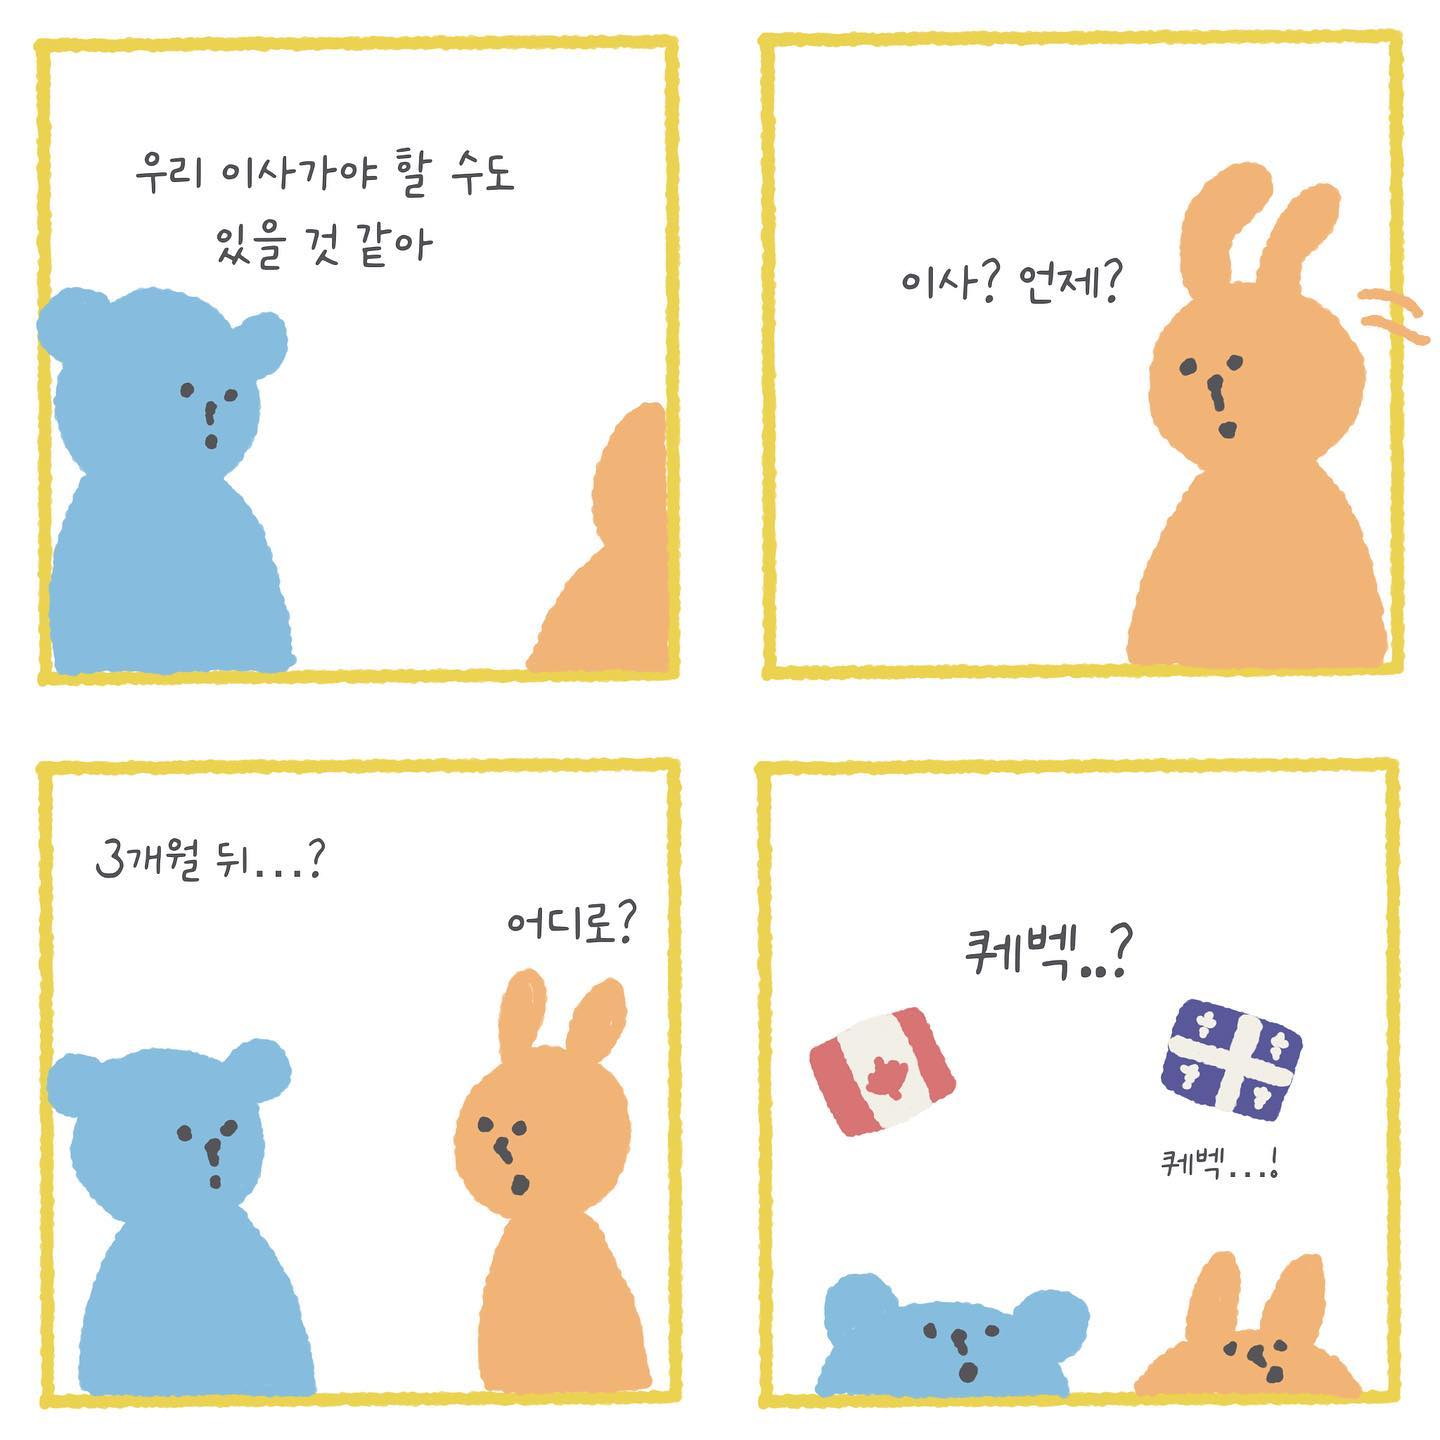 우리 이사가야 할 수도
있을 것 같아
이사? 언제?
3개월 뒤...?
어디로?
퀘벡..?
퀘벡...!